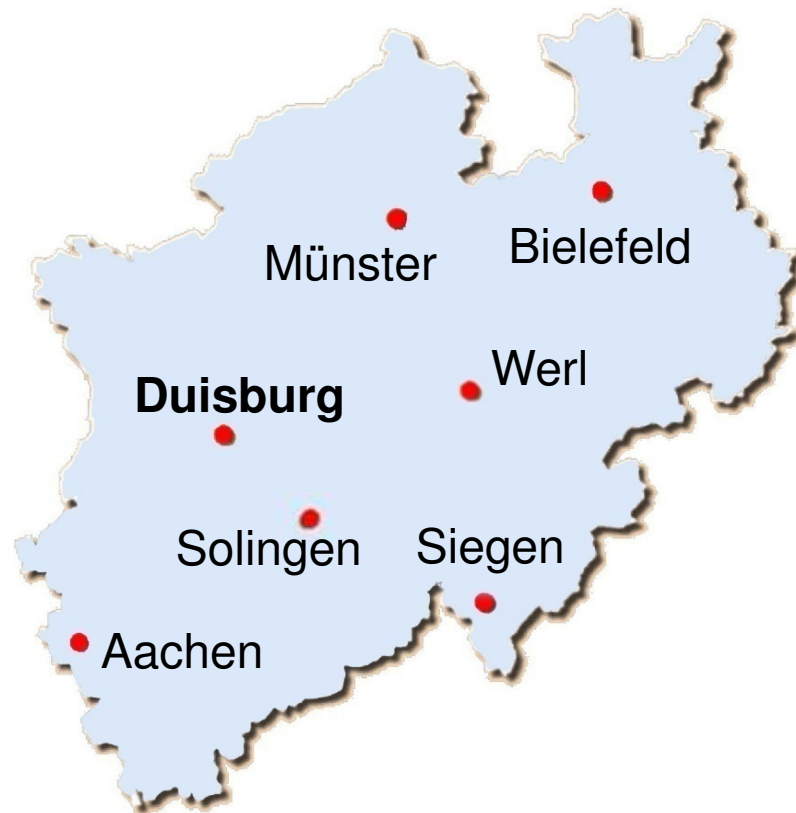 Bielefeld
Münster
Werl
Duisburg
Siegen
Solingen
Aachen